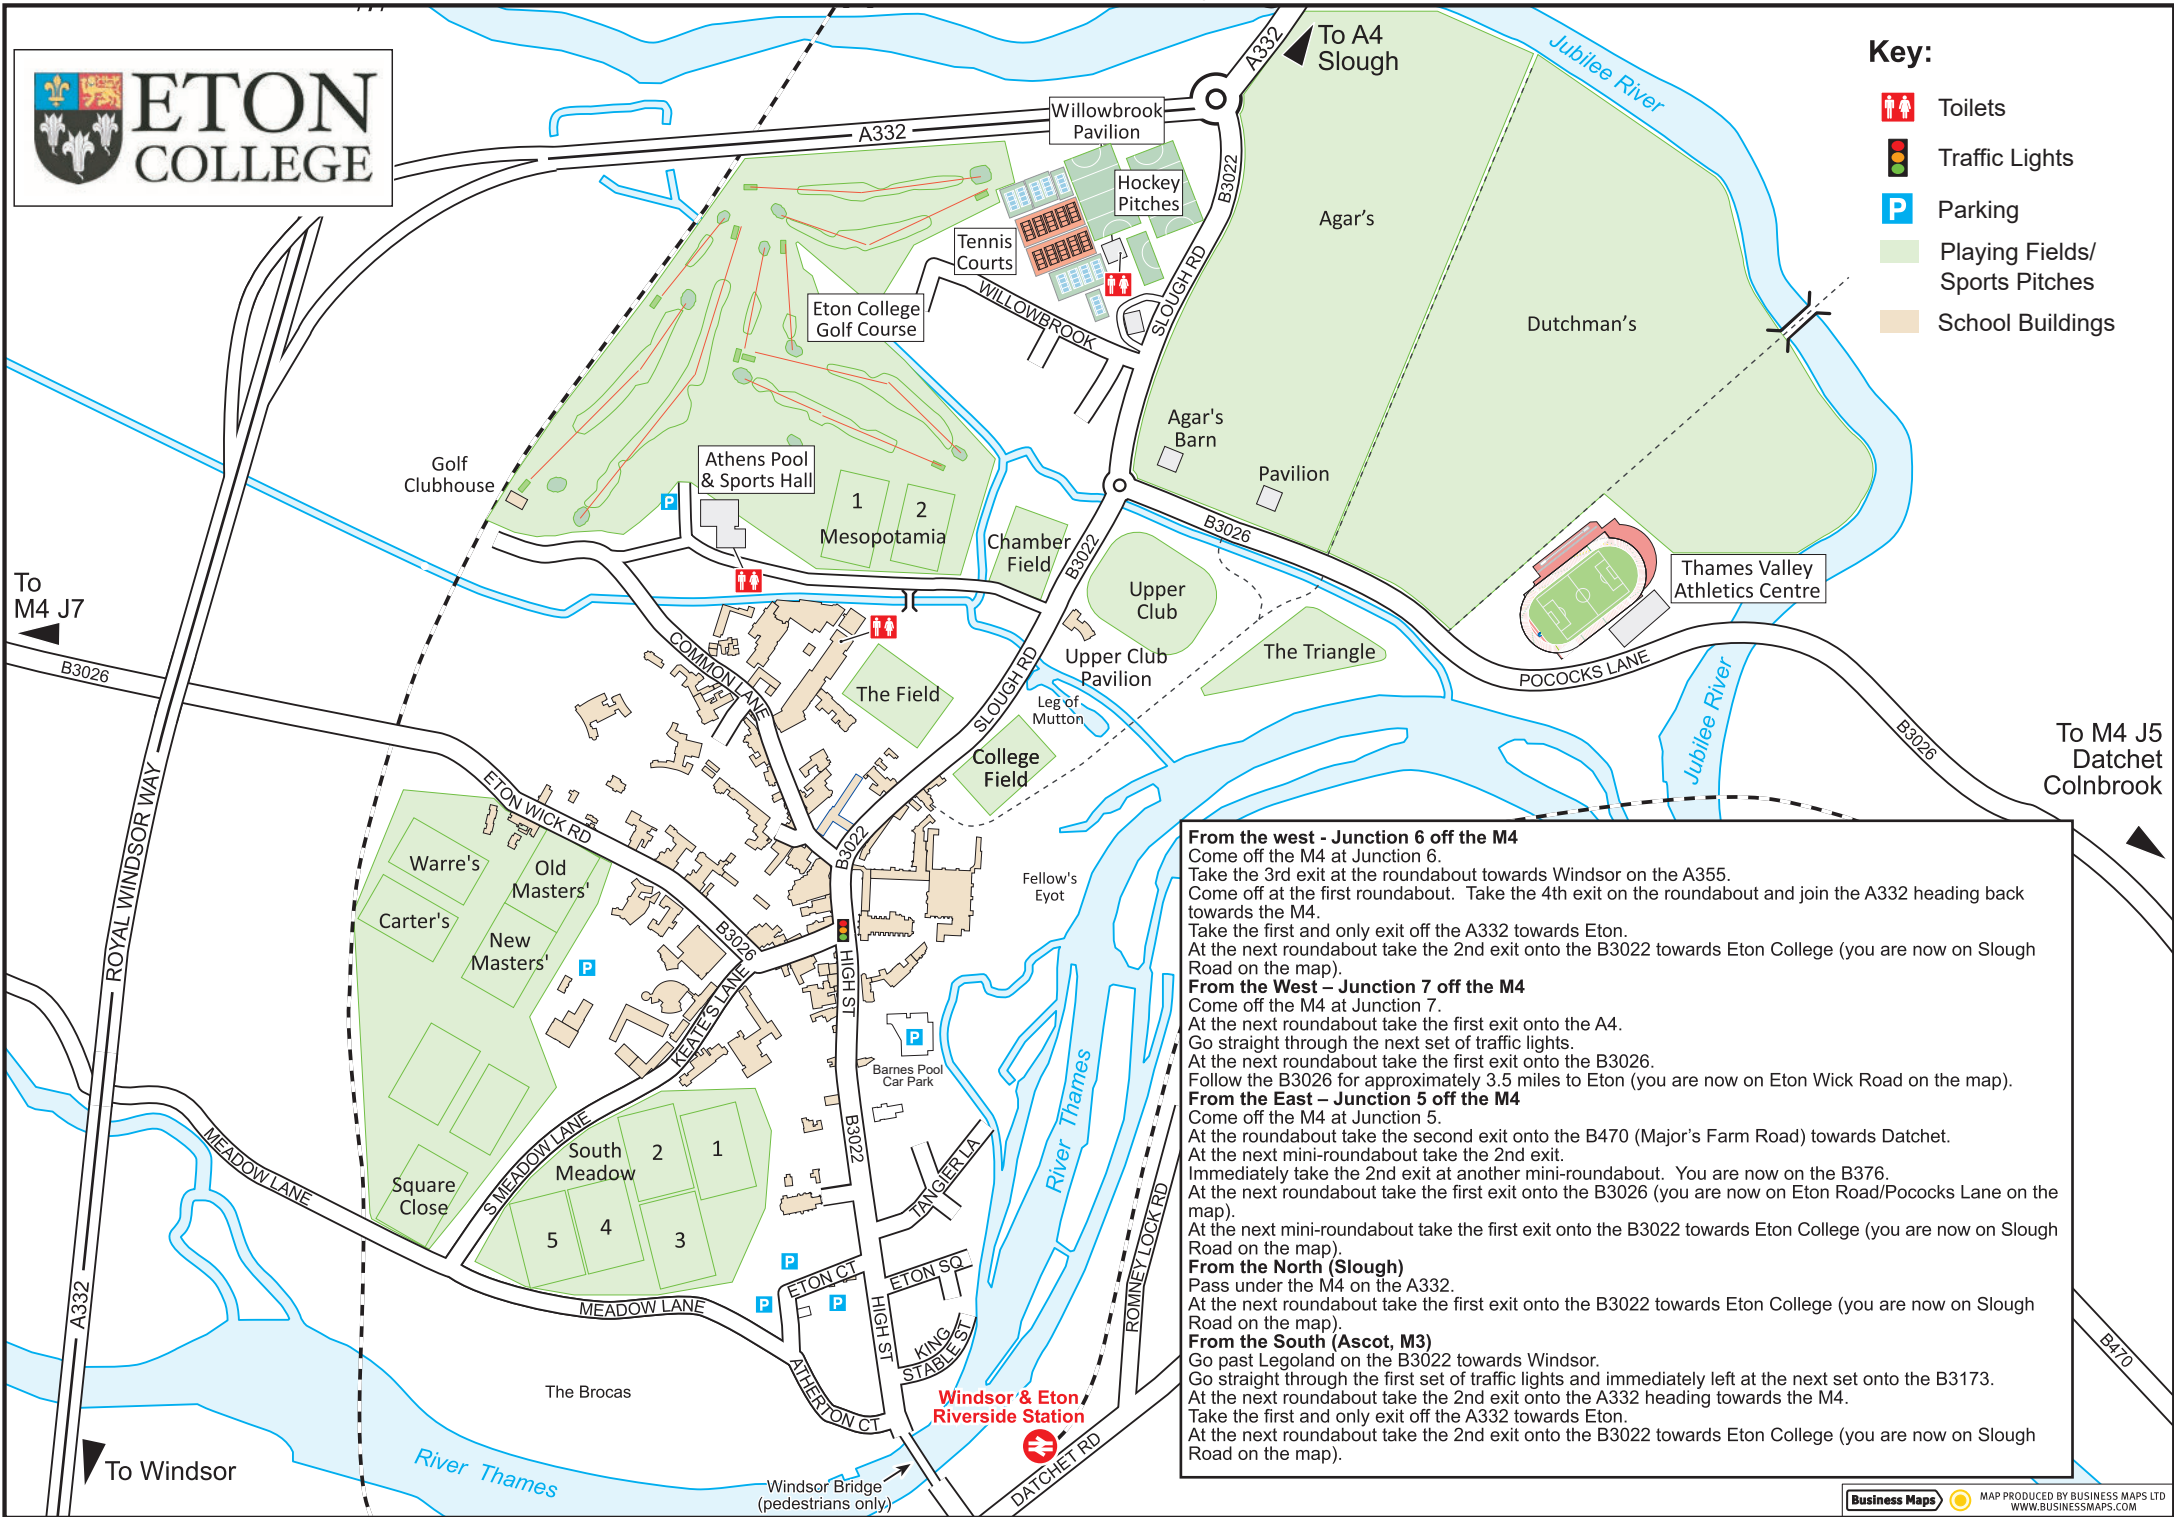 ETON
COLLEGE
To A4
Slough
A332
Jubilee River
Key:
Toilets
Traffic Lights
P
Parking
Playing Fields/
Sports Pitches
School Buildings
Willowbrook
Pavilion
A332
B3022
Hockey
Pitches
Agar’s
Tennis
Courts
SLOUGH RD
WILLOWBROOK
Eton College
Golf Course
Dutchman’s
Agar's
Barn
Golf
Clubhouse
Athens Pool
& Sports Hall
Pavilion
P
1
2
Mesopotamia
B3026
Chamber
Field
B3022
Thames Valley
Athletics Centre
To
M4 J7
Upper
Club
COMMON LANE
B3026
The Triangle
Upper Club
Pavilion
POCOCKS LANE
The Field
SLOUGH RD
Leg of
Mutton
Jubilee River
B3026
To M4 J5
Datchet
Colnbrook
College
Field
ETON WICK RD
ROYAL WINDSOR WAY
B3022
Warre's
Old
Masters'
Carter's
New
Masters'
Fellow's
Eyot
B3026
P
HIGH ST
KEATE'S LANE
P
Barnes Pool
Car Park
River Thames
B3022
MEADOW LANE
S MEADOW LANE
South
Meadow
2
1
TANGIER LA
Square
Close
5
4
3
ROMNEY LOCK RD
P
ETON CT
ETON SQ
P
P
A332
MEADOW LANE
HIGH ST
KING
STABLE ST
B470
ATHERTON CT
The Brocas
Windsor & Eton
Riverside Station
DATCHET RD
To Windsor
River Thames
Windsor Bridge
(pedestrians only)
From the west - Junction 6 off the M4
Come off the M4 at Junction 6.
Take the 3rd exit at the roundabout towards Windsor on the A355.
Come off at the first roundabout.  Take the 4th exit on the roundabout and join the A332 heading back
towards the M4.
Take the first and only exit off the A332 towards Eton.
At the next roundabout take the 2nd exit onto the B3022 towards Eton College (you are now on Slough
Road on the map).
From the West – Junction 7 off the M4
Come off the M4 at Junction 7.
At the next roundabout take the first exit onto the A4.
Go straight through the next set of traffic lights.
At the next roundabout take the first exit onto the B3026.
Follow the B3026 for approximately 3.5 miles to Eton (you are now on Eton Wick Road on the map).
From the East – Junction 5 off the M4
Come off the M4 at Junction 5.
At the roundabout take the second exit onto the B470 (Major’s Farm Road) towards Datchet.
At the next mini-roundabout take the 2nd exit.
Immediately take the 2nd exit at another mini-roundabout.  You are now on the B376.
At the next roundabout take the first exit onto the B3026 (you are now on Eton Road/Pococks Lane on the
map).
At the next mini-roundabout take the first exit onto the B3022 towards Eton College (you are now on Slough
Road on the map).
From the North (Slough)
Pass under the M4 on the A332.
At the next roundabout take the first exit onto the B3022 towards Eton College (you are now on Slough
Road on the map).
From the South (Ascot, M3)
Go past Legoland on the B3022 towards Windsor.
Go straight through the first set of traffic lights and immediately left at the next set onto the B3173.
At the next roundabout take the 2nd exit onto the A332 heading towards the M4.
Take the first and only exit off the A332 towards Eton.
At the next roundabout take the 2nd exit onto the B3022 towards Eton College (you are now on Slough
Road on the map).
Business Maps
MAP PRODUCED BY BUSINESS MAPS LTD
WWW.BUSINESSMAPS.COM